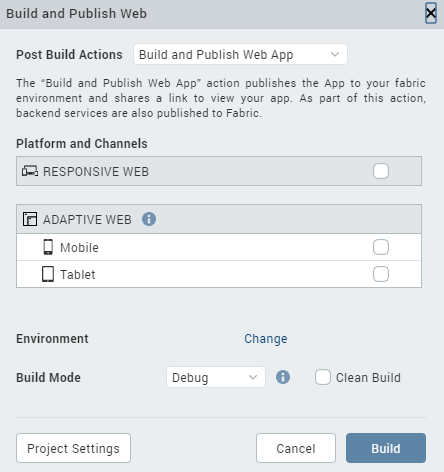 Build and Publish Web
Post Build Actions Build and Publish Web App
The “Build and Publish Web App” action publishes the App to your fabric
environment and shares a link to view your app. As part of this action,
backend services are also published to Fabric.
Platform and Channels
RESPONSIVE WEB
ADAPTIVE WEB
Mobile
Tablet
Environment Change
Build Mode Debug Clean Build
Project Settings Cancel Build